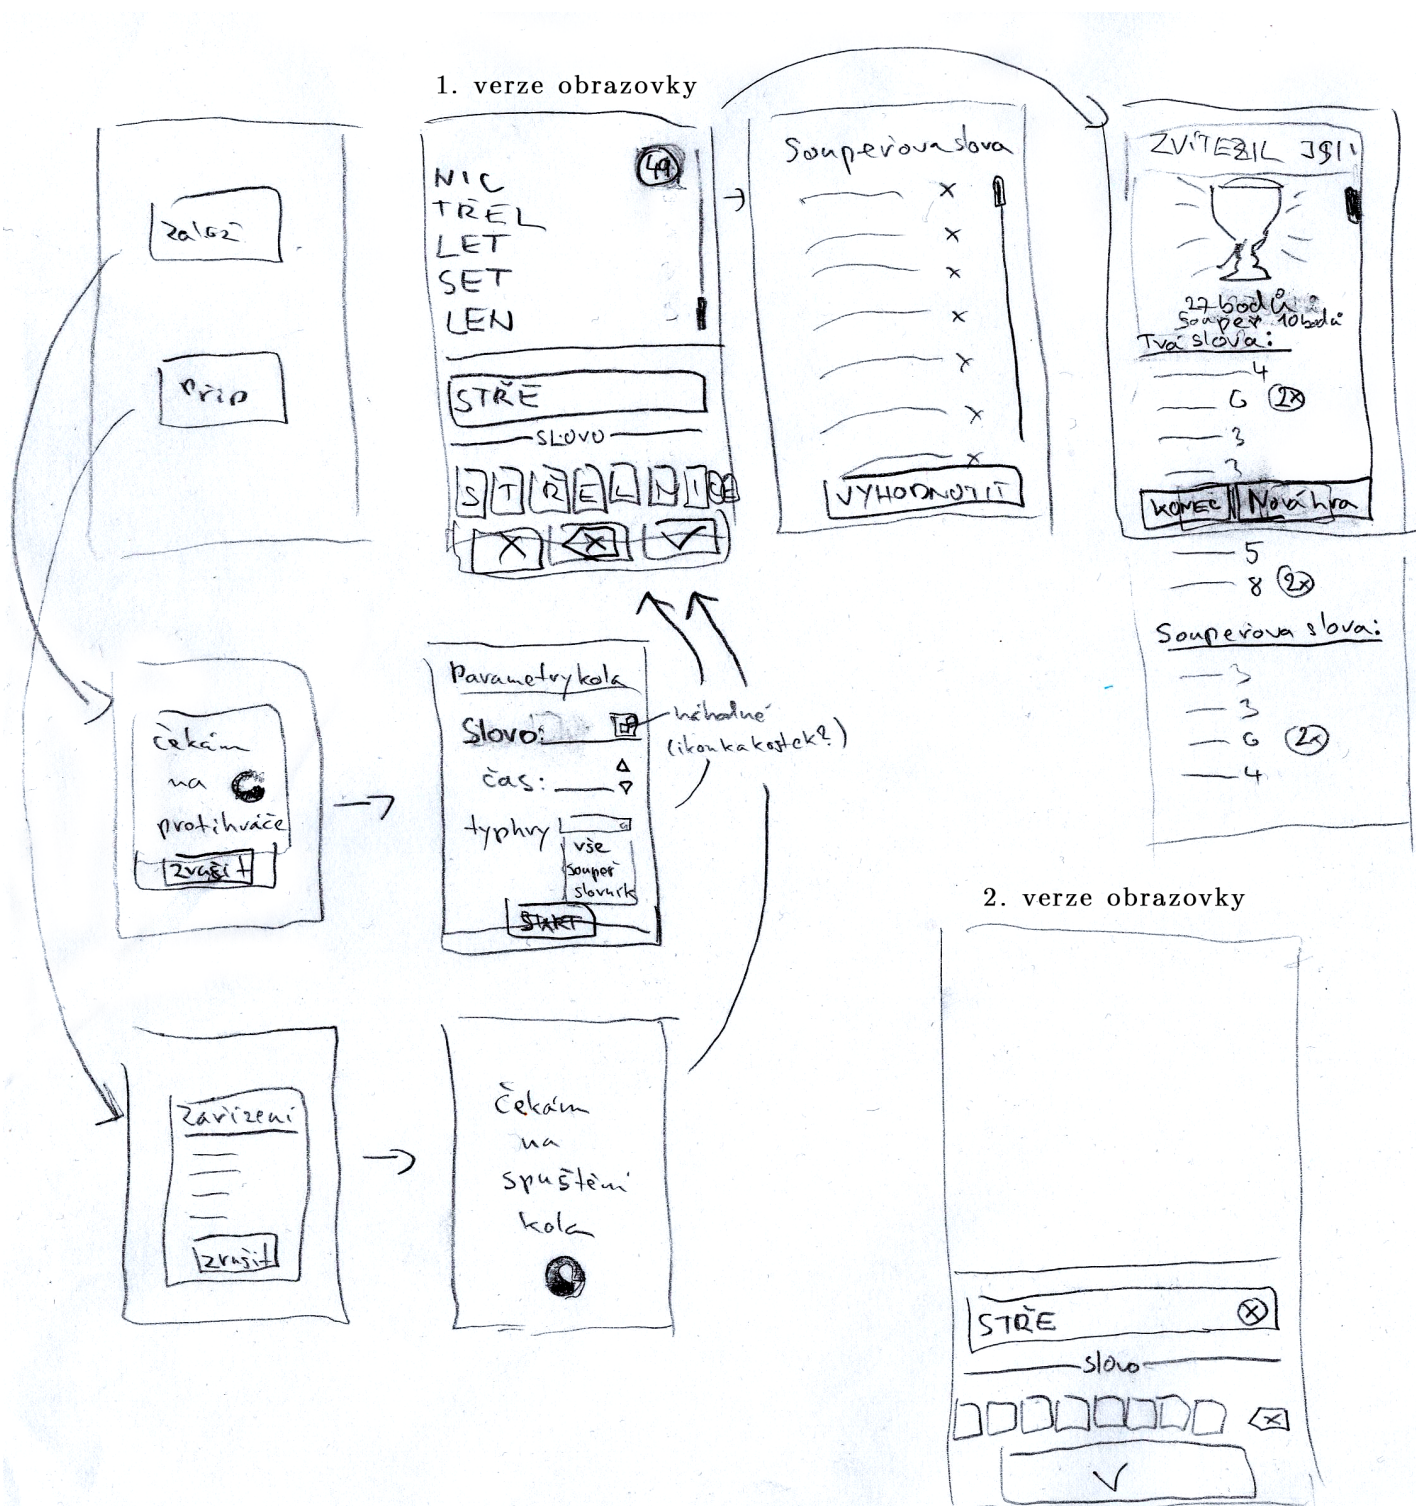 1. verze obrazovky
založ
Přip
NIC
TŘEL
LET
SET
LEN
49
STŘE
SLOVO
S T Ř E L N I C E
Soupeřova slova
x
x
x
x
x
x
x
VYHODNOTIT
ZVÍTĚZIL JSI!
27 bodů
Soupeř 10 bodů
Tvá slova:
4
6 2x
3
3
KONEC Nová hra
5
8 2x
Soupeřova slova:
3
3
6 2x
4
čekám
na
protihráče
zrušit
Parametry kola
Slovo:
náhodné
(ikonka kostek?)
čas:
typ hry
vše
soupeř
slovník
START
Zařízení
zrušit
čekám
na
spuštění
kola
2. verze obrazovky
STŘE
slovo